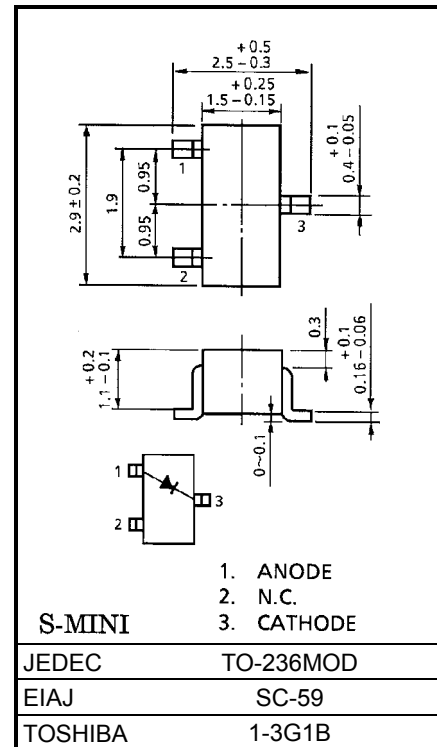 + 0.5
2.5 – 0.3
+ 0.25
1.5 – 0.15
2.9 ± 0.2
1.9
0.95
0.95
+ 0.1
0.4 – 0.05
1
2
3
+ 0.2
1.1 – 0.1
0.3
+ 0.1
0.16 – 0.06
0~0.1
1
2
3
1. ANODE
2. N.C.
3. CATHODE
S-MINI
JEDEC TO-236MOD
EIAJ SC-59
TOSHIBA 1-3G1B